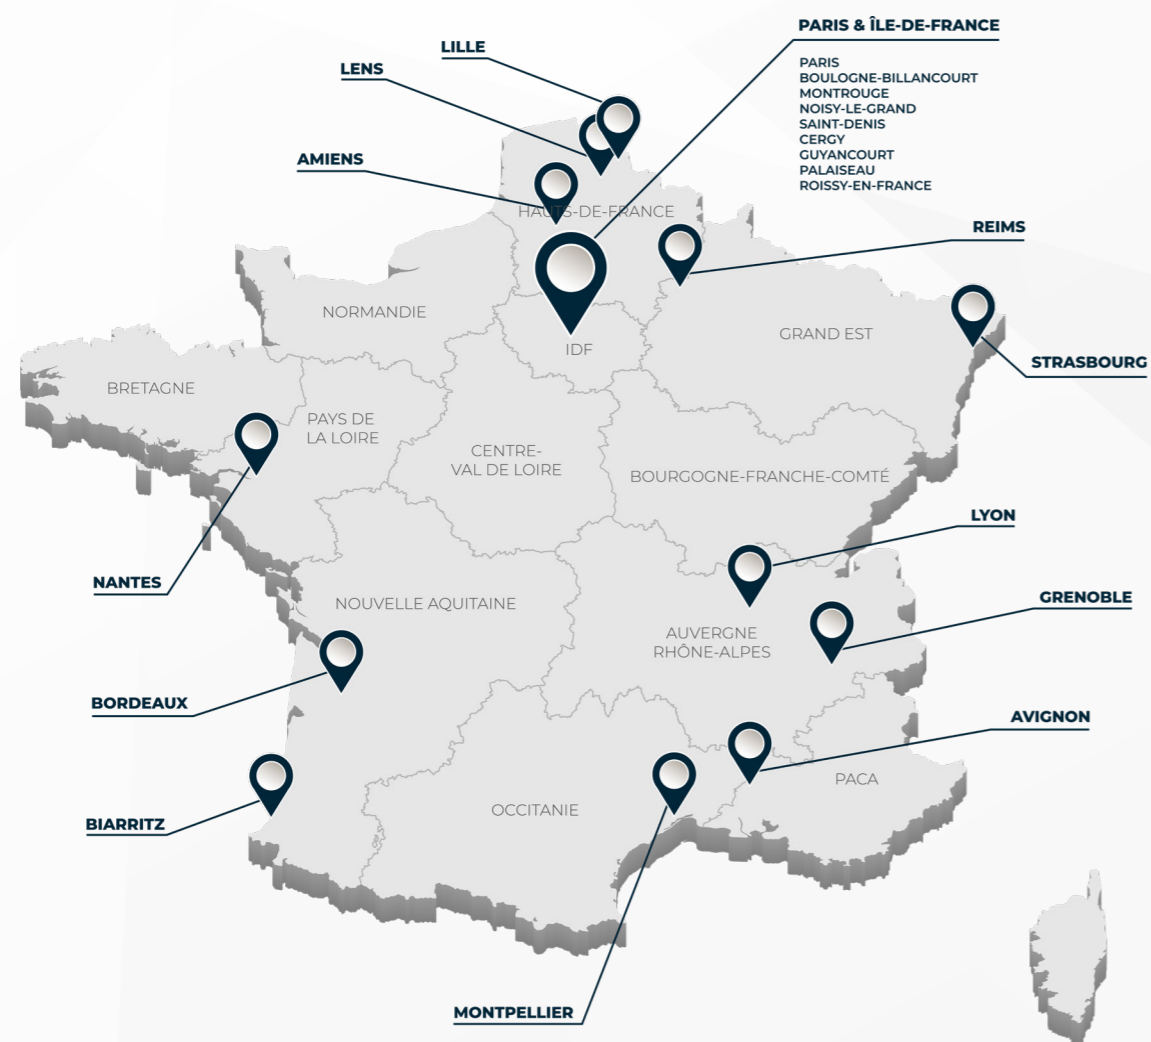 PARIS & ÎLE-DE-FRANCE
LILLE
PARIS
LENS
BOULOGNE-BILLANCOURT
MONTROUGE
NOISY-LE-GRAND
SAINT-DENIS
CERGY
AMIENS
GUYANCOURT
PALAISEAU
ROISSY-EN-FRANCE
HAUTS-DE-FRANCE
REIMS
NORMANDIE
GRAND EST
IDF
STRASBOURG
BRETAGNE
PAYS DE
LA LOIRE
CENTRE-
VAL DE LOIRE
BOURGOGNE-FRANCHE-COMTÉ
LYON
NANTES
GRENOBLE
NOUVELLE AQUITAINE
AUVERGNE
RHÔNE-ALPES
BORDEAUX
AVIGNON
PACA
OCCITANIE
BIARRITZ
MONTPELLIER